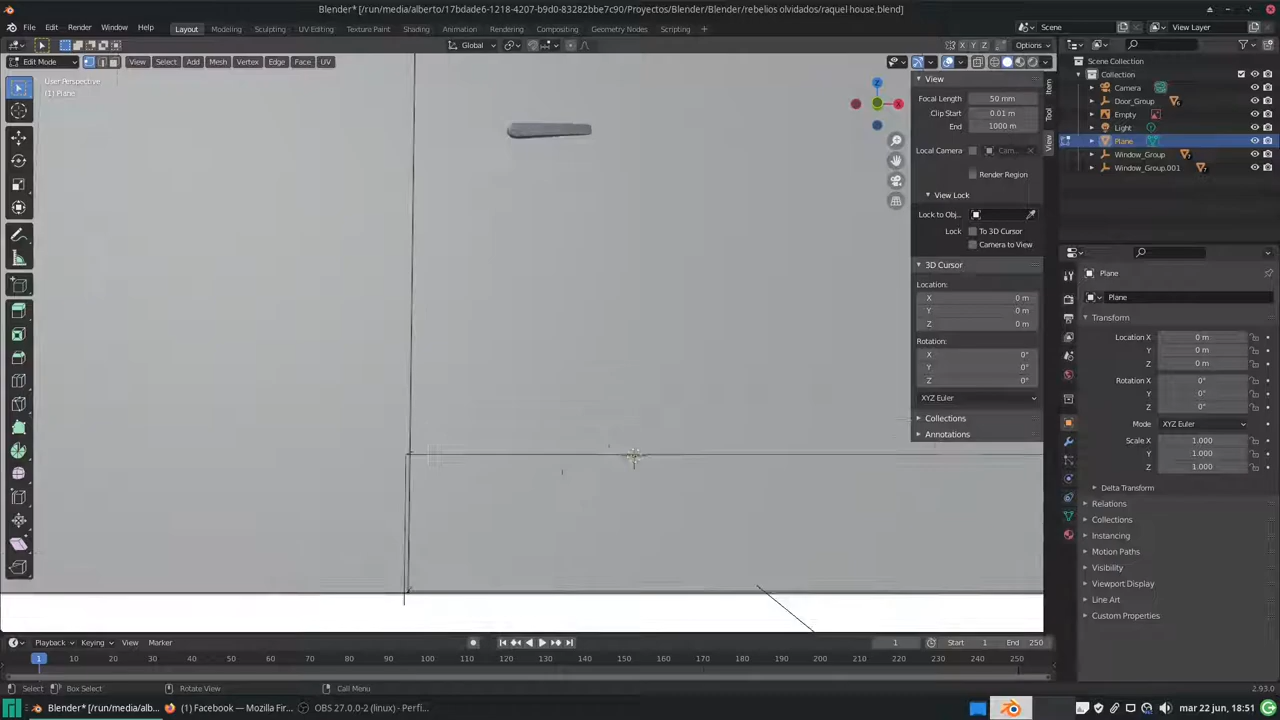 Blender* [/run/media/alberto/17bdade6-1218-4207-b9d0-83282bbe7c90/Proyectos/Blender/Blender/rebelios olvidados/raquel house.blend]
File Edit Render Window Help Layout Modeling Sculpting UV Editing Texture Paint Shading Animation Rendering Compositing Geometry Nodes Scripting Scene View Layer
Global X Y Z Options
Edit Mode View Select Add Mesh Vertex Edge Face UV
User Perspective
(1) Plane
Z
X
View
Focal Length 50 mm
Clip Start 0.01 m
End 1000 m
Local Camera Cam...
Render Region
View Lock
Lock to Obj...
Lock To 3D Cursor
Camera to View
3D Cursor
Location:
X 0 m
Y 0 m
Z 0 m
Rotation:
X 0°
Y 0°
Z 0°
XYZ Euler
Collections
Annotations
Item
Tool
View
Scene Collection
Collection
Camera
Door_Group
Empty
Light
Plane
Window_Group
Window_Group.001
Plane
Plane
Transform
Location X 0 m
Y 0 m
Z 0 m
Rotation X 0°
Y 0°
Z 0°
Mode XYZ Euler
Scale X 1.000
Y 1.000
Z 1.000
Delta Transform
Relations
Collections
Instancing
Motion Paths
Visibility
Viewport Display
Line Art
Custom Properties
Playback Keying View Marker 1 Start 1 End 250
1 10 20 30 40 50 60 70 80 90 100 110 120 130 140 150 160 170 180 190 200 210 220 230 240 250
Select Box Select Rotate View Call Menu 2.93.0
Blender* [/run/media/alb... (1) Facebook — Mozilla Fir... OBS 27.0.0-2 (linux) - Perfi... mar 22 jun, 18:51